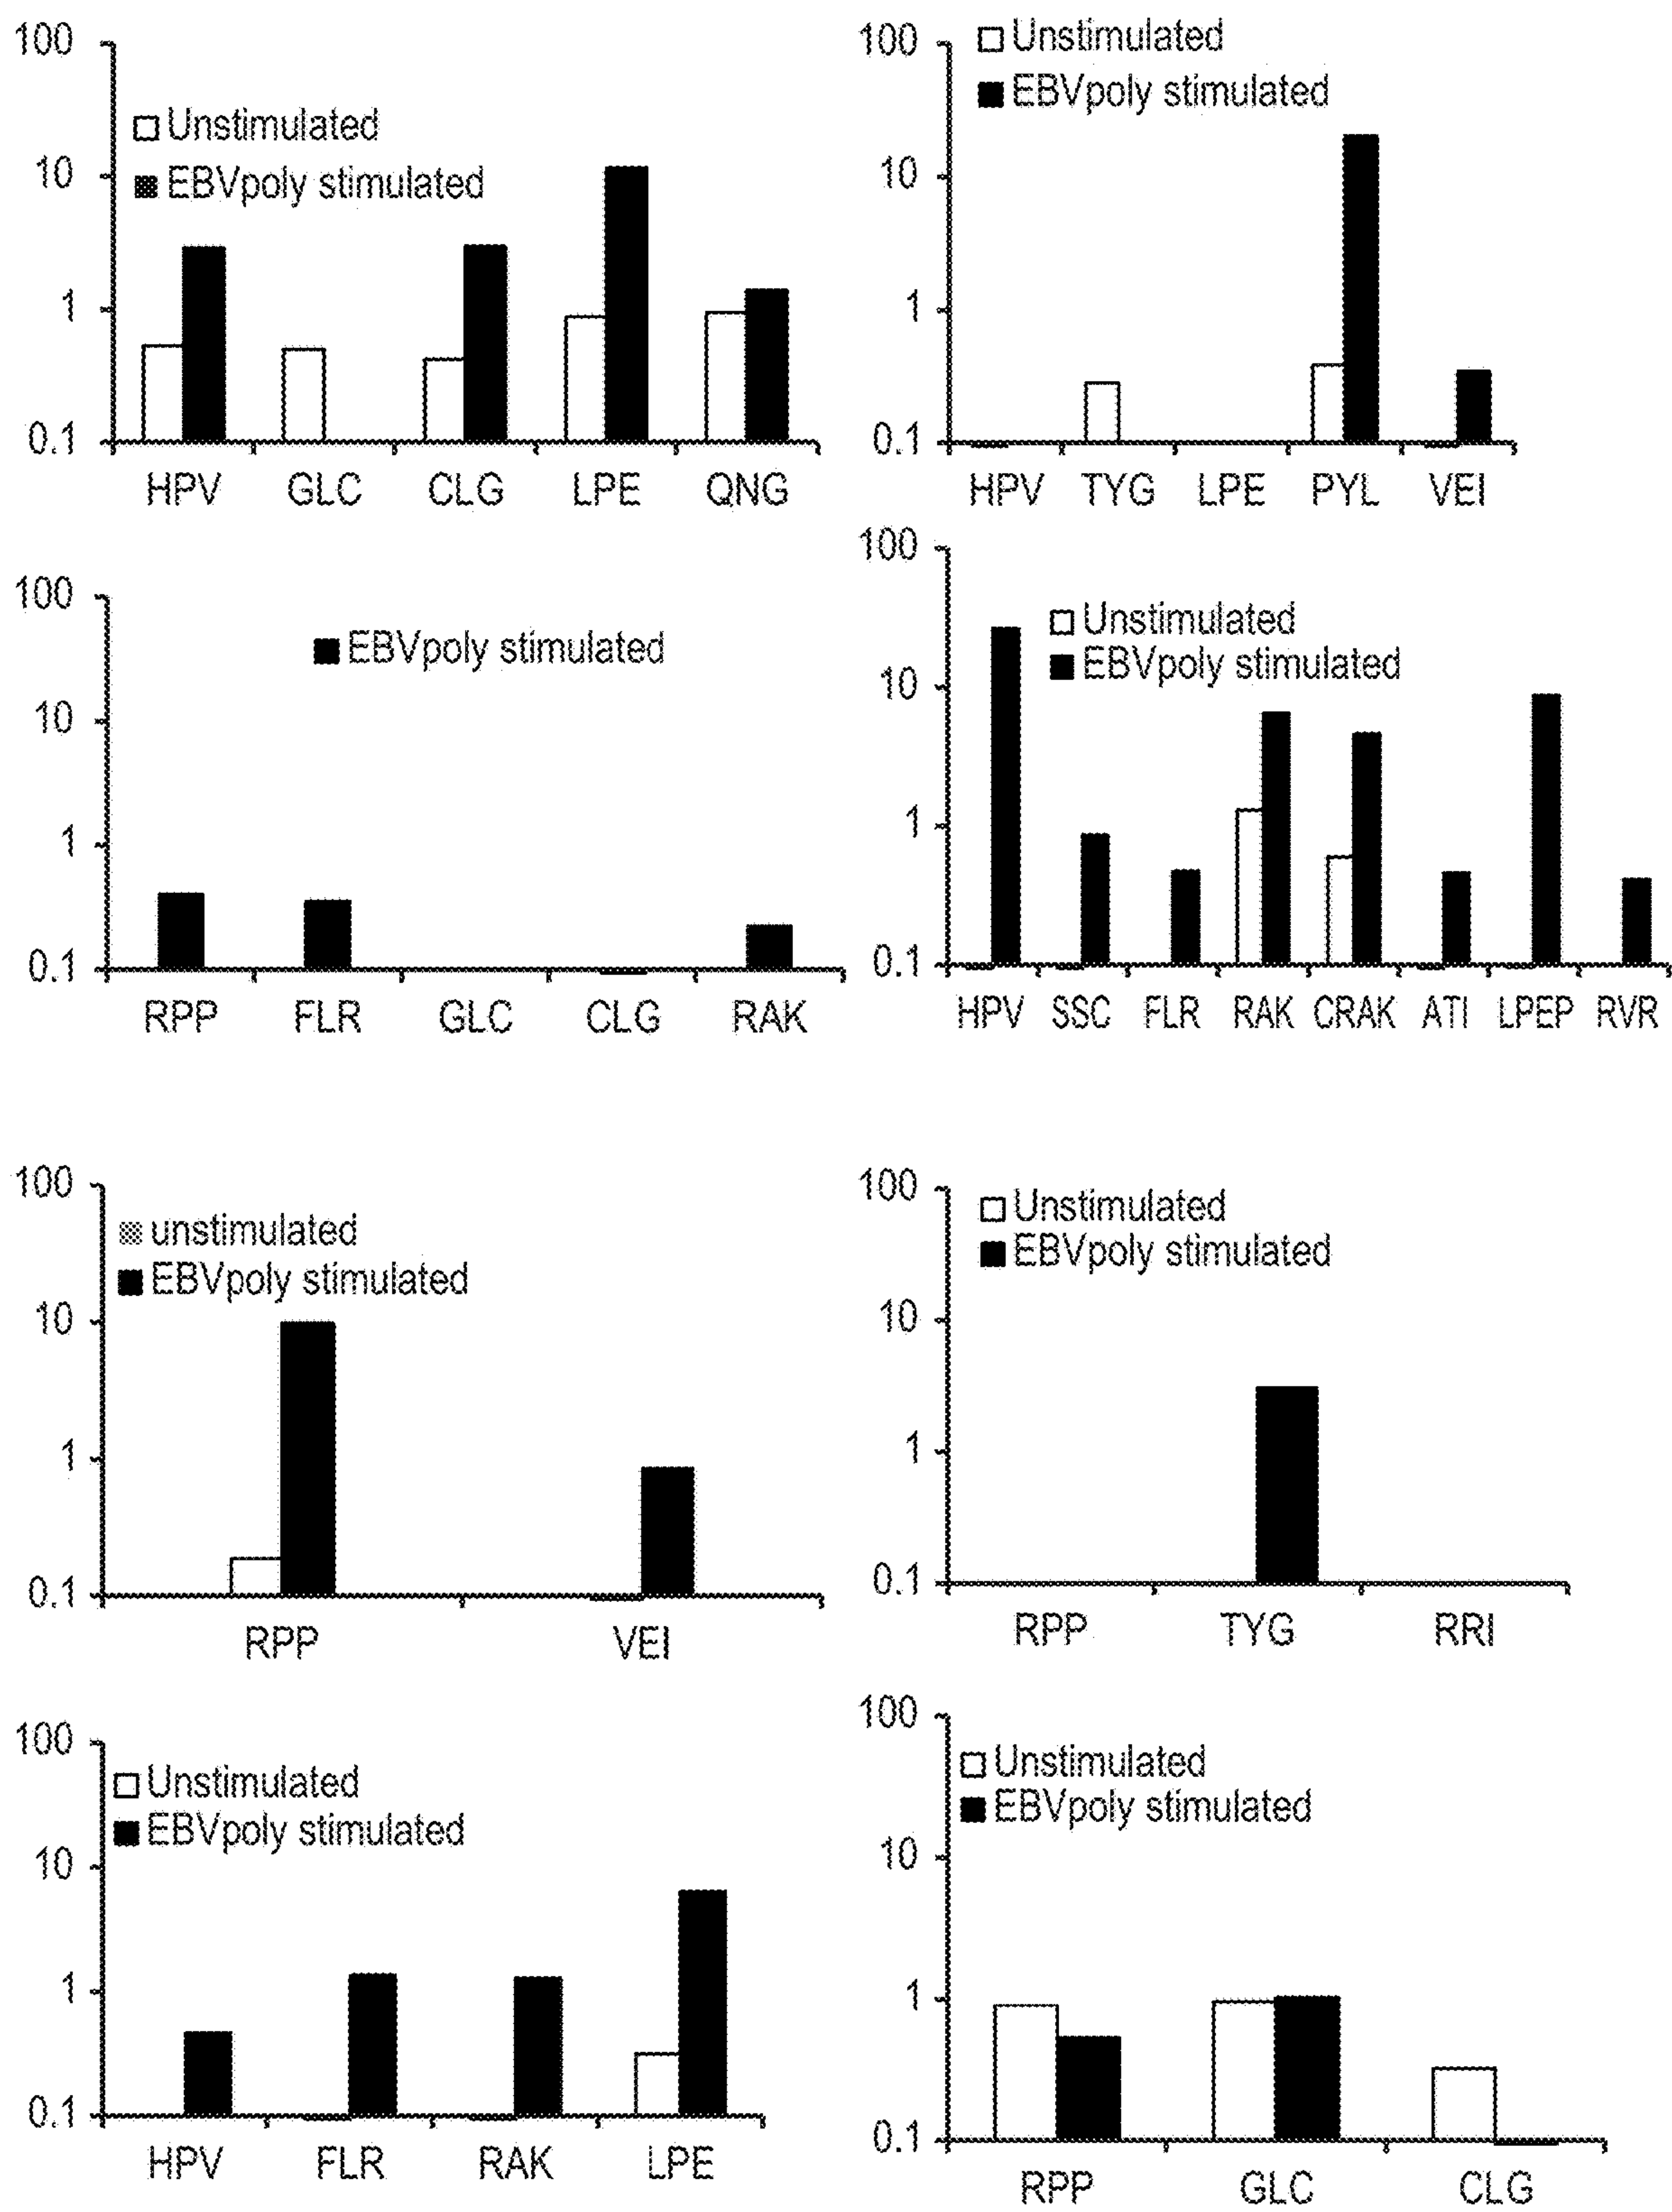 100
10
1
0.1
Unstimulated
EBVpoly stimulated
HPV GLC CLG LPE QNG
100
10
1
0.1
Unstimulated
EBVpoly stimulated
HPV TYG LPE PYL VEI
100
10
1
0.1
EBVpoly stimulated
RPP FLR GLC CLG RAK
100
10
1
0.1
Unstimulated
EBVpoly stimulated
HPV SSC FLR RAK CRAK ATI LPEP RVR
100
10
1
0.1
unstimulated
EBVpoly stimulated
RPP VEI
100
10
1
0.1
Unstimulated
EBVpoly stimulated
RPP TYG RRI
100
10
1
0.1
Unstimulated
EBVpoly stimulated
HPV FLR RAK LPE
100
10
1
0.1
Unstimulated
EBVpoly stimulated
RPP GLC CLG